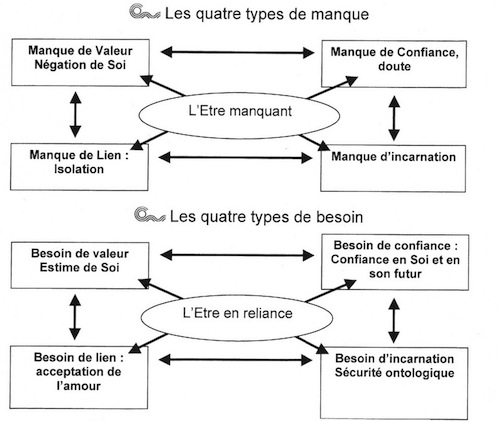 Les quatre types de manque
Manque de Valeur
Négation de Soi
Manque de Confiance,
doute
L'Etre manquant
Manque de Lien :
Isolation
Manque d'incarnation
Les quatre types de besoin
Besoin de valeur
Estime de Soi
Besoin de confiance :
Confiance en Soi et en
son futur
L'Etre en reliance
Besoin de lien :
acceptation de
l'amour
Besoin d'incarnation
Sécurité ontologique